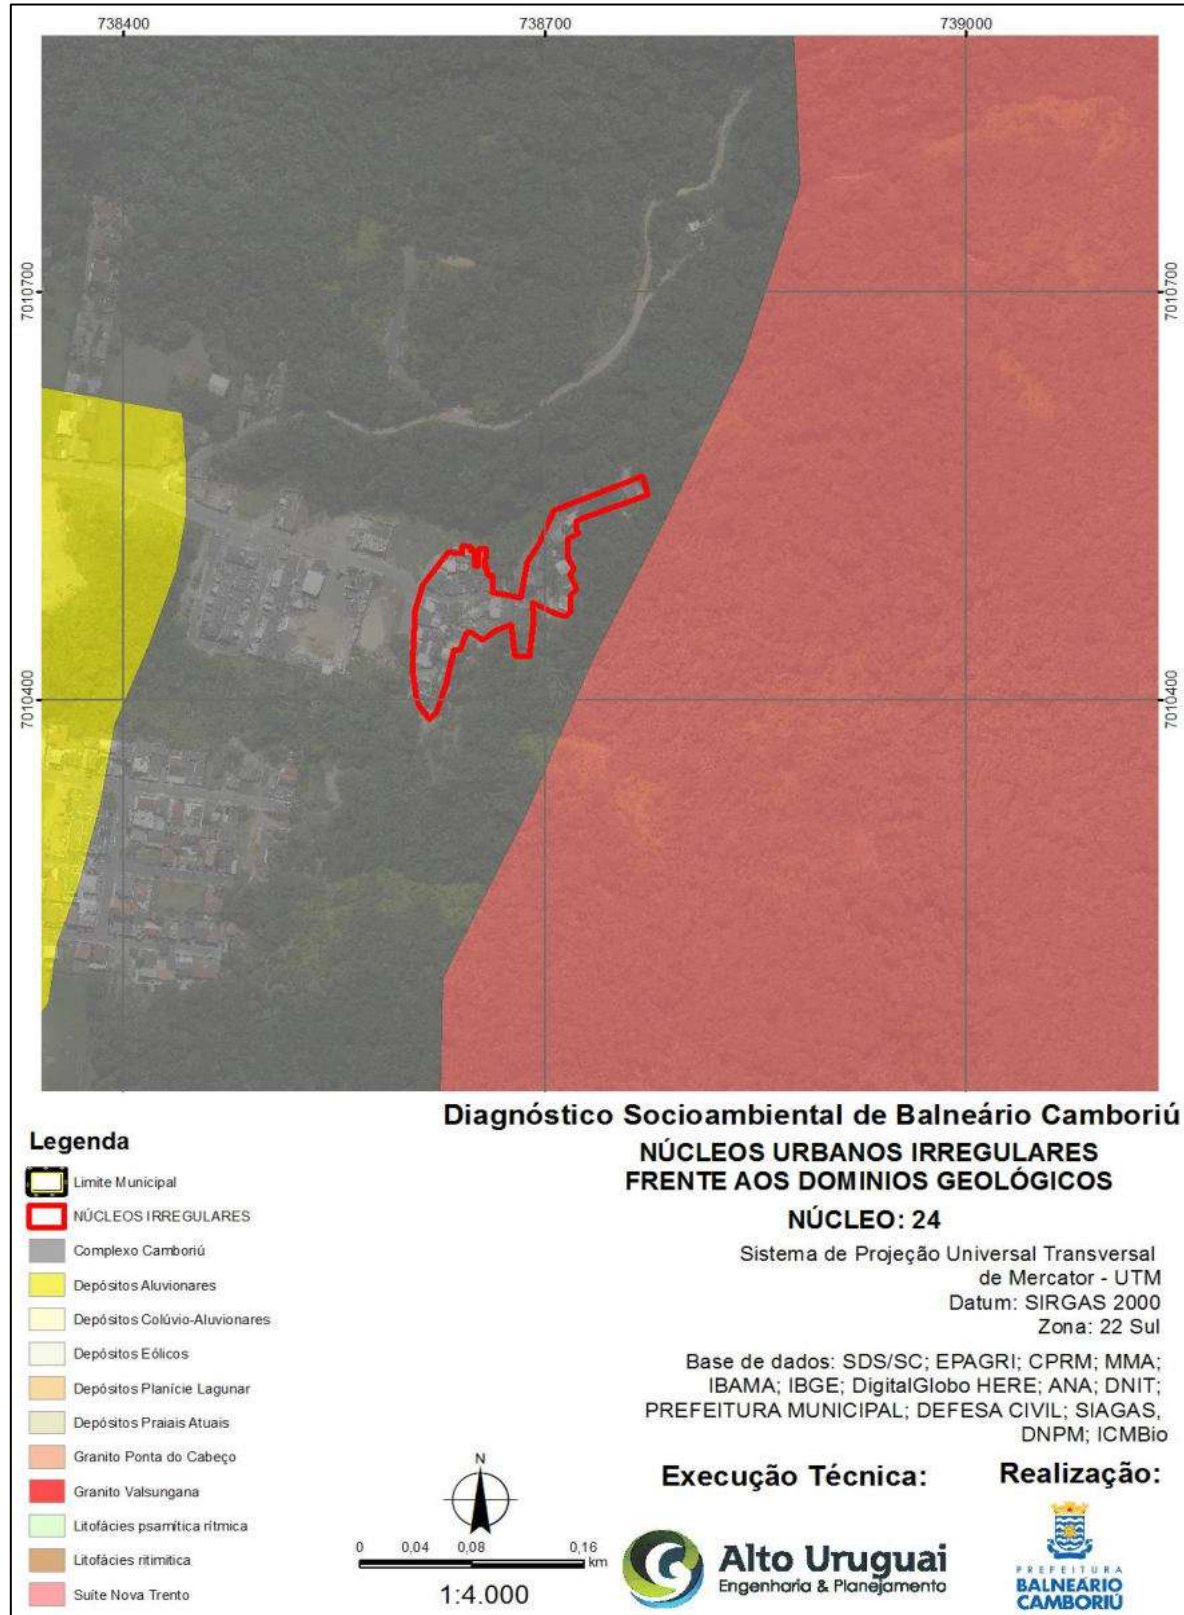 738400
738700
739000
7010700
7010700
7010400
7010400
Diagnóstico Socioambiental de Balneário Camboriú
NÚCLEOS URBANOS IRREGULARES
FRENTE AOS DOMINIOS GEOLÓGICOS
NÚCLEO: 24
Sistema de Projeção Universal Transversal
de Mercator - UTM
Datum: SIRGAS 2000
Zona: 22 Sul
Base de dados: SDS/SC; EPAGRI; CPRM; MMA;
IBAMA; IBGE; DigitalGlobo HERE; ANA; DNIT;
PREFEITURA MUNICIPAL; DEFESA CIVIL; SIAGAS,
DNPM; ICMBio
Legenda
Limite Municipal
NÚCLEOS IRREGULARES
Complexo Camboriú
Depósitos Aluvionares
Depósitos Colúvio-Aluvionares
Depósitos Eólicos
Depósitos Planície Lagunar
Depósitos Praiais Atuais
Granito Ponta do Cabeço
Granito Valsungana
Litofácies psamítica rítmica
Litofácies ritimitica
Suíte Nova Trento
N
0 0,04 0,08 0,16
km
1:4.000
Execução Técnica:
Alto Uruguai
Engenharia & Planejamento
Realização:
PREFEITURA
BALNEÁRIO
CAMBORIÚ